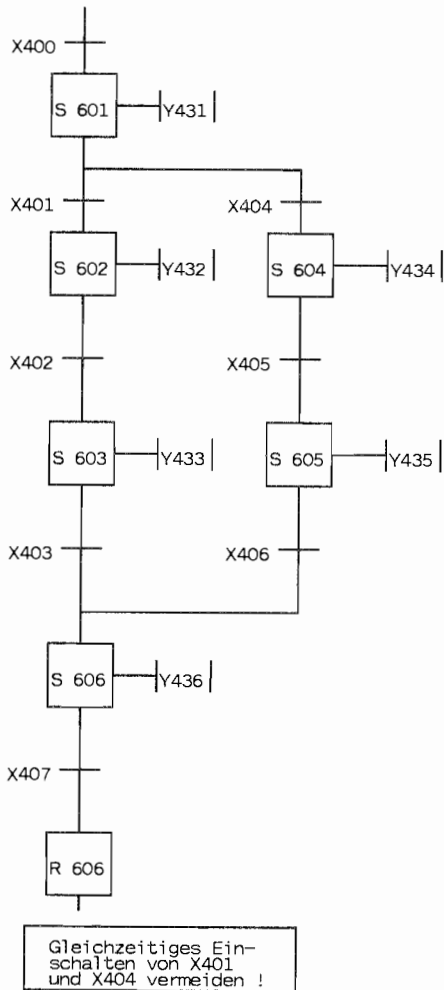 X400
S 601
Y431
X401
X404
S 602
Y432
S 604
Y434
X402
X405
S 603
Y433
S 605
Y435
X403
X406
S 606
Y436
X407
R 606
Gleichzeitiges Ein-
schalten von X401
und X404 vermeiden !